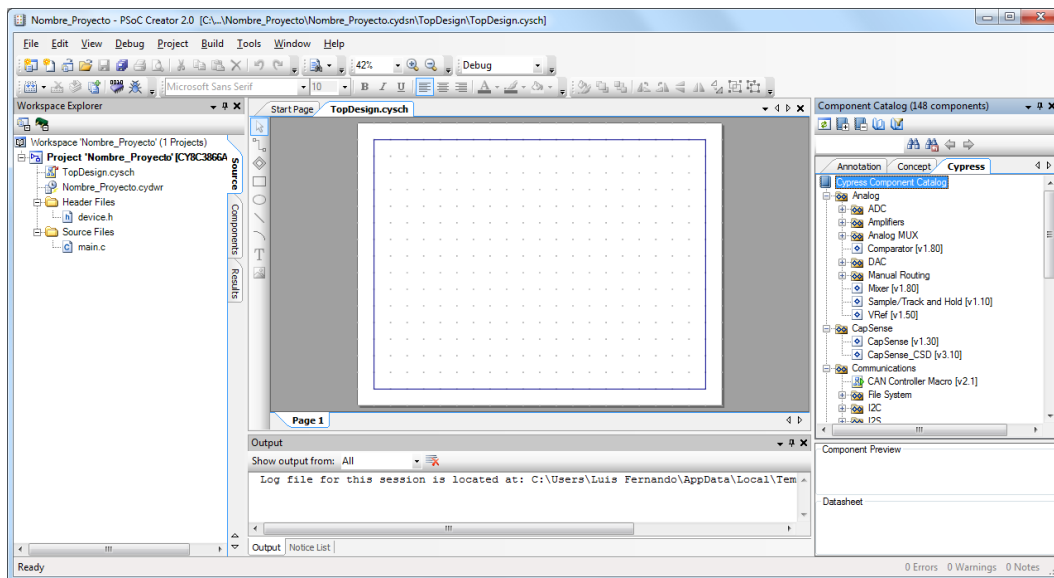 Nombre_Proyecto - PSoC Creator 2.0 [C:\...\Nombre_Proyecto\Nombre_Proyecto.cydsn\TopDesign\TopDesign.cysch]
File Edit View Debug Project Build Tools Window Help
42% Debug
Microsoft Sans Serif 10 B I U A
Workspace Explorer
Workspace 'Nombre_Proyecto' (1 Projects)
Project 'Nombre_Proyecto' [CY8C3866A
TopDesign.cysch
Nombre_Proyecto.cydwr
Header Files
device.h
Source Files
main.c
Source
Components
Results
Start Page TopDesign.cysch
T
Page 1
Output
Show output from: All
Log file for this session is located at: C:\Users\Luis Fernando\AppData\Local\Tem
Output Notice List
Component Catalog (148 components)
Annotation Concept Cypress
Cypress Component Catalog
Analog
ADC
Amplifiers
Analog MUX
Comparator [v1.80]
DAC
Manual Routing
Mixer [v1.80]
Sample/Track and Hold [v1.10]
VRef [v1.50]
CapSense
CapSense [v1.30]
CapSense_CSD [v3.10]
Communications
CAN Controller Macro [v2.1]
File System
I2C
I2S
Component Preview
Datasheet
Ready 0 Errors 0 Warnings 0 Notes